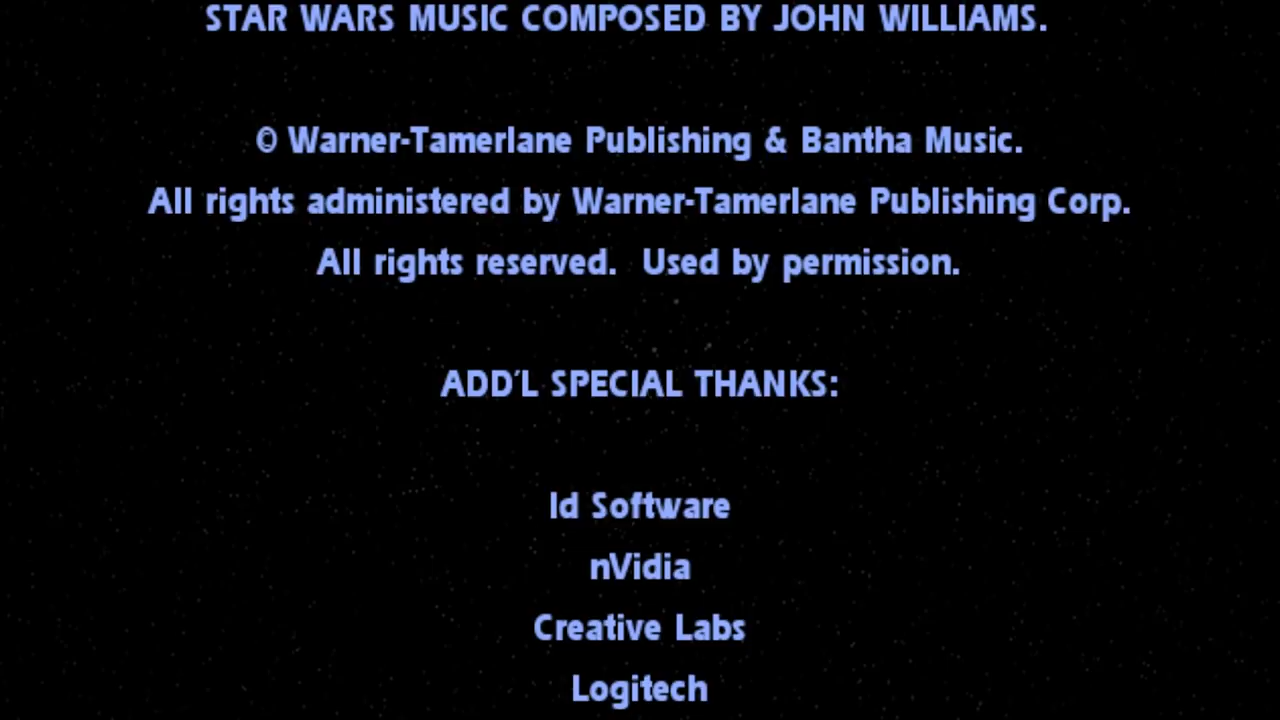 STAR WARS MUSIC COMPOSED BY JOHN WILLIAMS.
© Warner-Tamerlane Publishing & Bantha Music.
All rights administered by Warner-Tamerlane Publishing Corp.
All rights reserved.  Used by permission.
ADD'L SPECIAL THANKS:
Id Software
nVidia
Creative Labs
Logitech